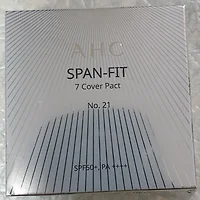 AHC
SPAN-FIT
7 Cover Pact
No. 21
SPF50+, PA ++++